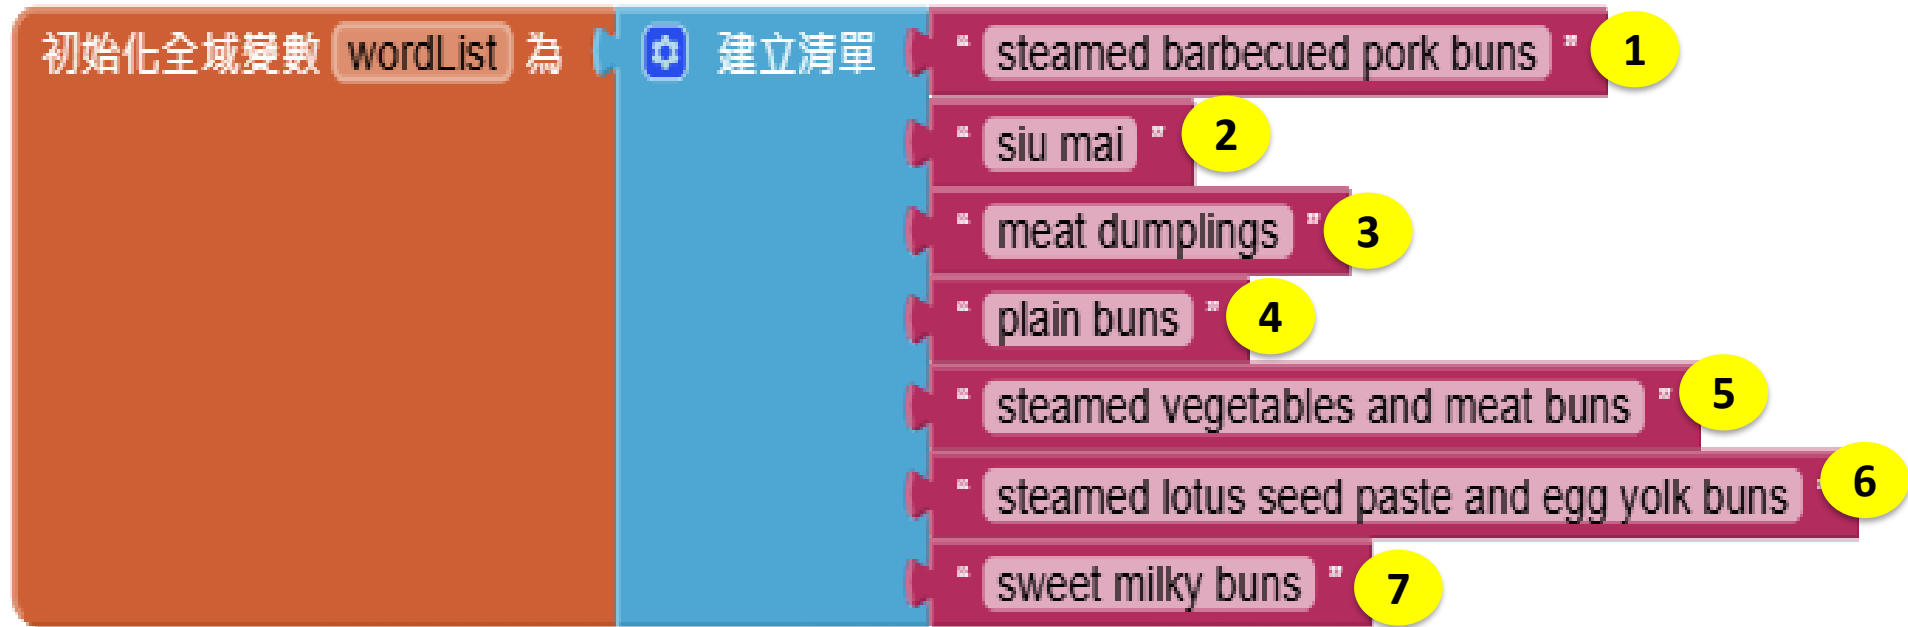 初始化全域變數 wordList 為 建立清單 “ steamed barbecued pork buns ” 1
“ siu mai ” 2
“ meat dumplings ” 3
“ plain buns ” 4
“ steamed vegetables and meat buns ” 5
“ steamed lotus seed paste and egg yolk buns 6
“ sweet milky buns ” 7